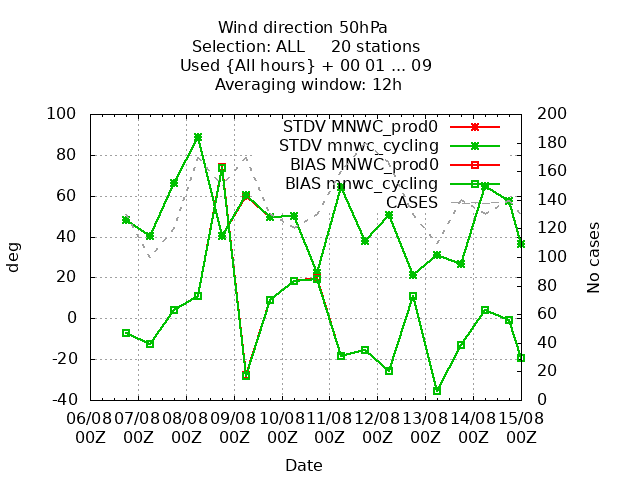 Wind direction 50hPa
Selection: ALL 20 stations
Used {All hours} + 00 01 ... 09
Averaging window: 12h
STDV MNWC_prod0
STDV mnwc_cycling
BIAS MNWC_prod0
BIAS mnwc_cycling
CASES
100
80
60
40
20
0
-20
-40
deg
200
180
160
140
120
100
80
60
40
20
0
No cases
06/08 07/08 08/08 09/08 10/08 11/08 12/08 13/08 14/08 15/08
00Z 00Z 00Z 00Z 00Z 00Z 00Z 00Z 00Z 00Z
Date